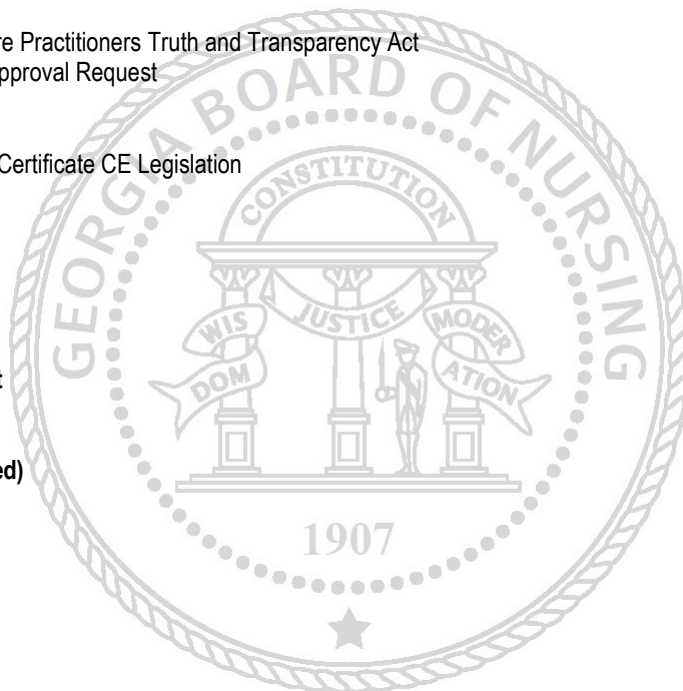 re Practitioners Truth and Transparency Act
pproval Request
Certificate CE Legislation
t
ed)
GEORGIA BOARD OF NURSING
CONSTITUTION
WIS
DOM
JUSTICE
MODER
ATION
1907